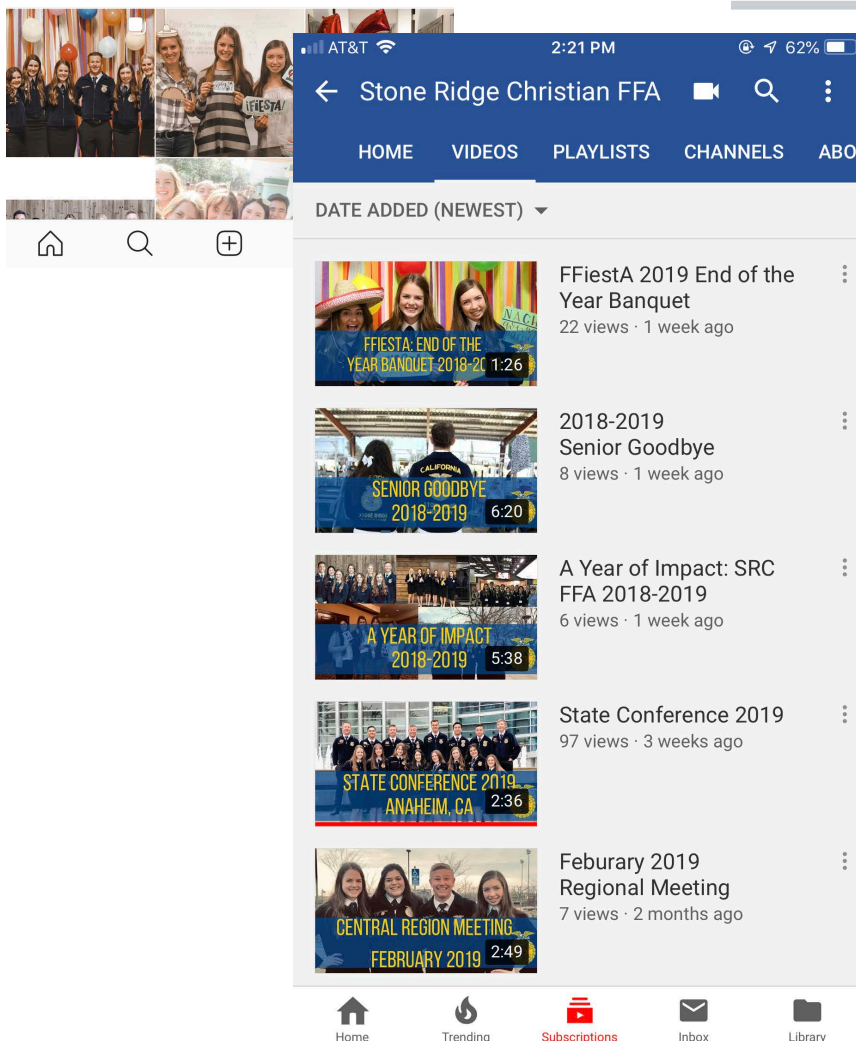 ¡FIESTA!
AT&T
2:21 PM
62%
Stone Ridge Christian FFA
HOME VIDEOS PLAYLISTS CHANNELS ABO
DATE ADDED (NEWEST)
NACH
FFIESTA: END OF THE
YEAR BANQUET 2018-20
1:26
FFiestA 2019 End of the
Year Banquet
22 views · 1 week ago
CALIFORNIA
SENIOR GOODBYE
2018-2019
6:20
2018-2019
Senior Goodbye
8 views · 1 week ago
A YEAR OF IMPACT
2018-2019
5:38
A Year of Impact: SRC
FFA 2018-2019
6 views · 1 week ago
STATE CONFERENCE 2019
ANAHEIM, CA
2:36
State Conference 2019
97 views · 3 weeks ago
CENTRAL REGION MEETING
FEBRUARY 2019
2:49
Feburary 2019
Regional Meeting
7 views · 2 months ago
Home Trending Subscriptions Inbox Library